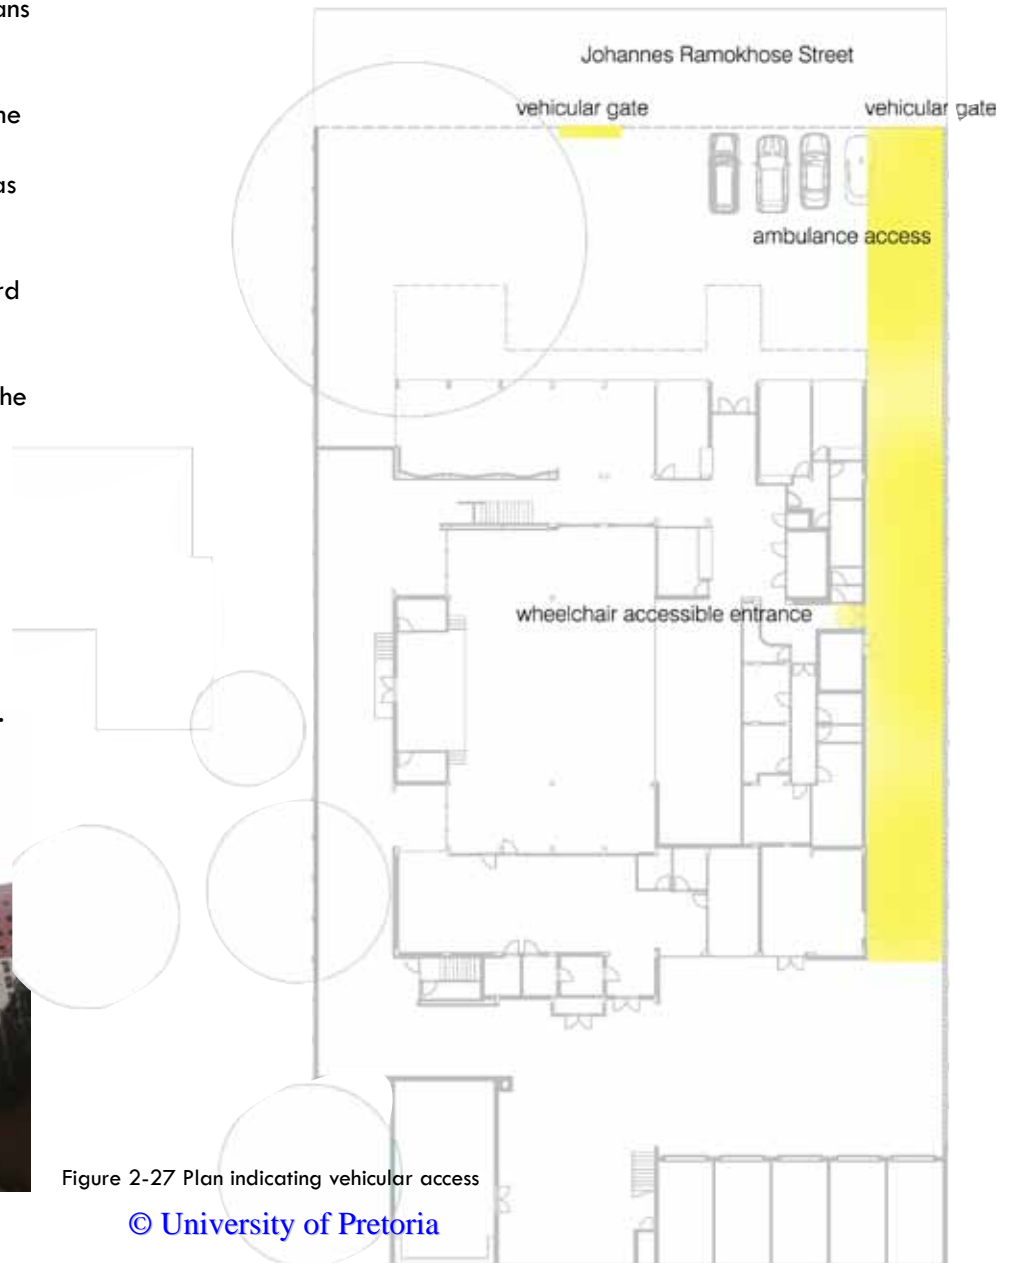 ans
ne
as
rd
he
.
Johannes Ramokhose Street
vehicular gate
vehicular gate
ambulance access
wheelchair accessible entrance
Figure 2-27 Plan indicating vehicular access
© University of Pretoria